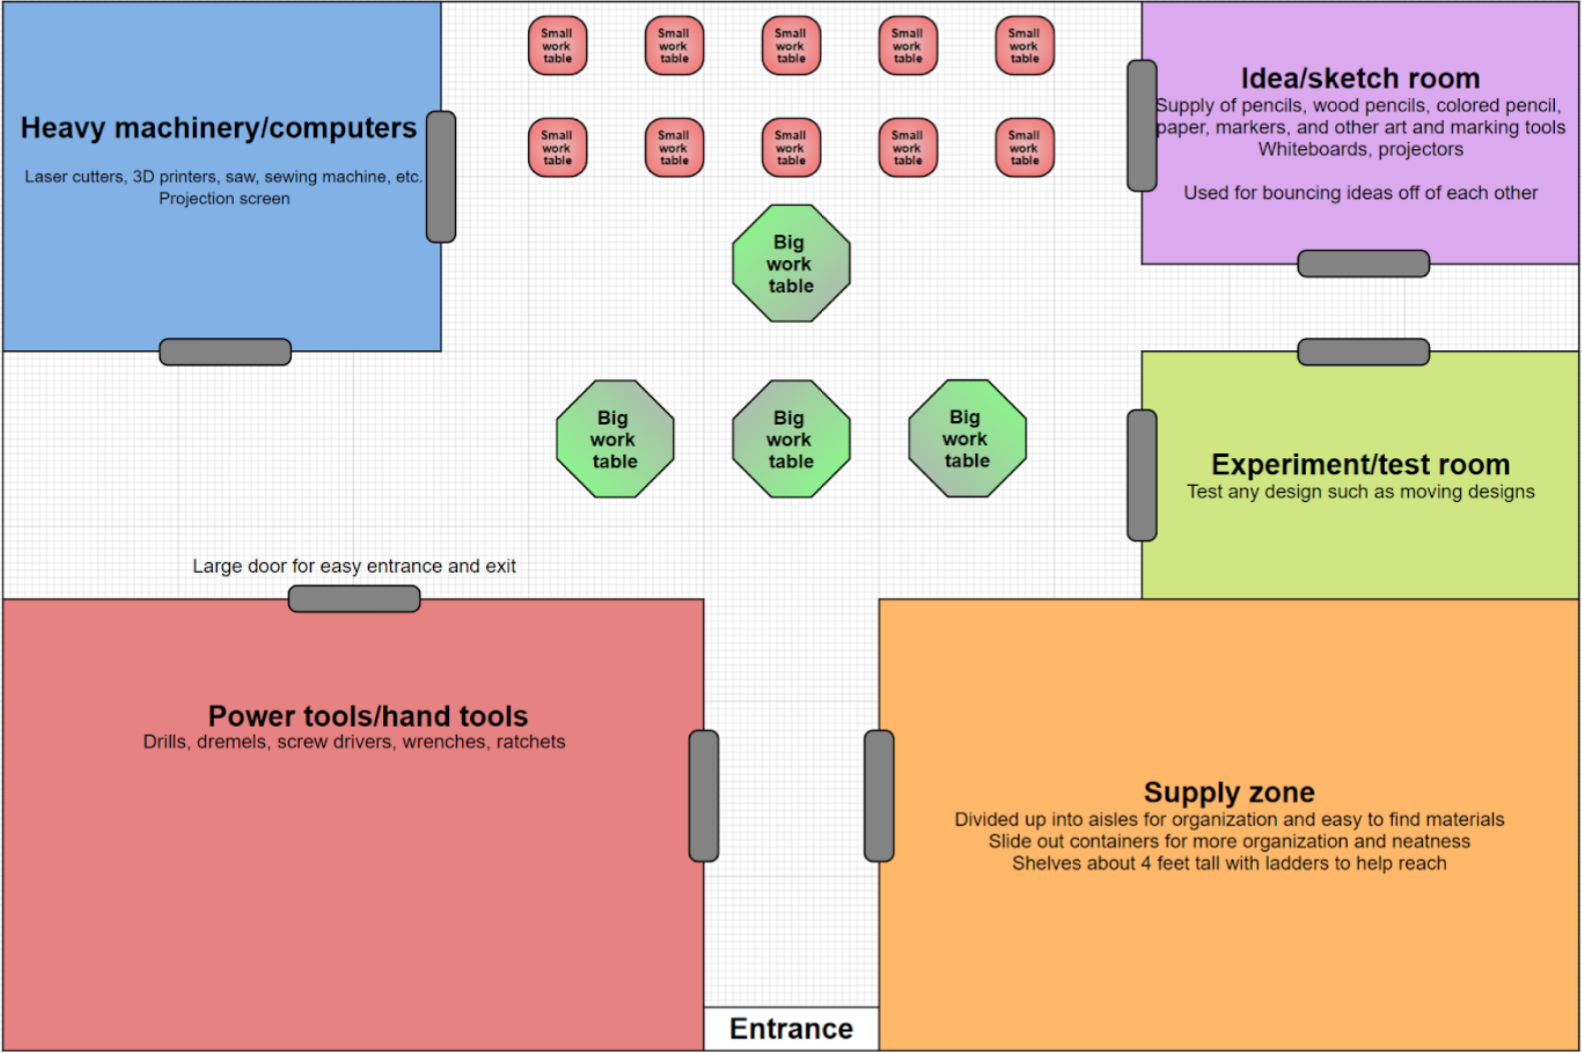 Small
work
table
Small
work
table
Small
work
table
Small
work
table
Small
work
table
Heavy machinery/computers
Laser cutters, 3D printers, saw, sewing machine, etc.
Projection screen
Small
work
table
Small
work
table
Small
work
table
Small
work
table
Small
work
table
Idea/sketch room
Supply of pencils, wood pencils, colored pencil,
paper, markers, and other art and marking tools
Whiteboards, projectors
Used for bouncing ideas off of each other
Big
work
table
Big
work
table
Big
work
table
Big
work
table
Experiment/test room
Test any design such as moving designs
Large door for easy entrance and exit
Power tools/hand tools
Drills, dremels, screw drivers, wrenches, ratchets
Supply zone
Divided up into aisles for organization and easy to find materials
Slide out containers for more organization and neatness
Shelves about 4 feet tall with ladders to help reach
Entrance